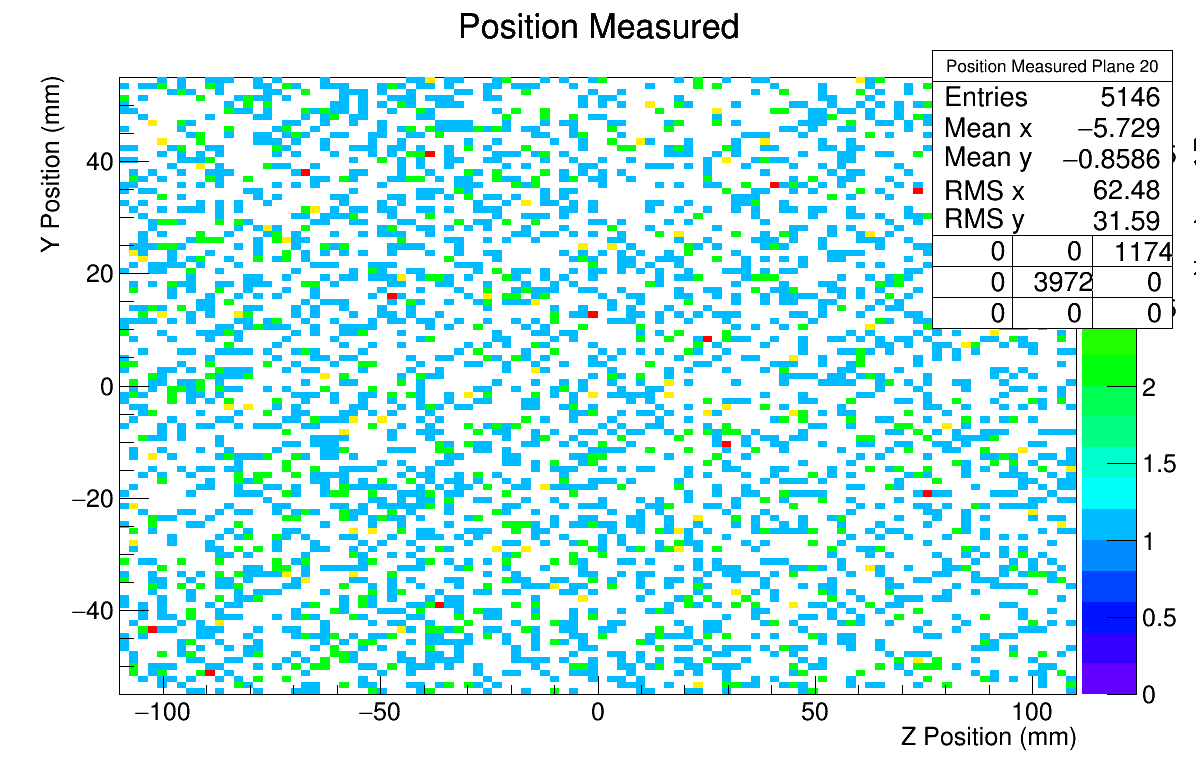 Position Measured
Position Measured Plane 20
Entries 5146
Mean x −5.729
Mean y −0.8586
RMS x 62.48
RMS y 31.59
0 0 1174
0 3972 0
0 0 0
Y Position (mm)
40
20
0
−20
−40
−100 −50 0 50 100
Z Position (mm)
2
1.5
1
0.5
0